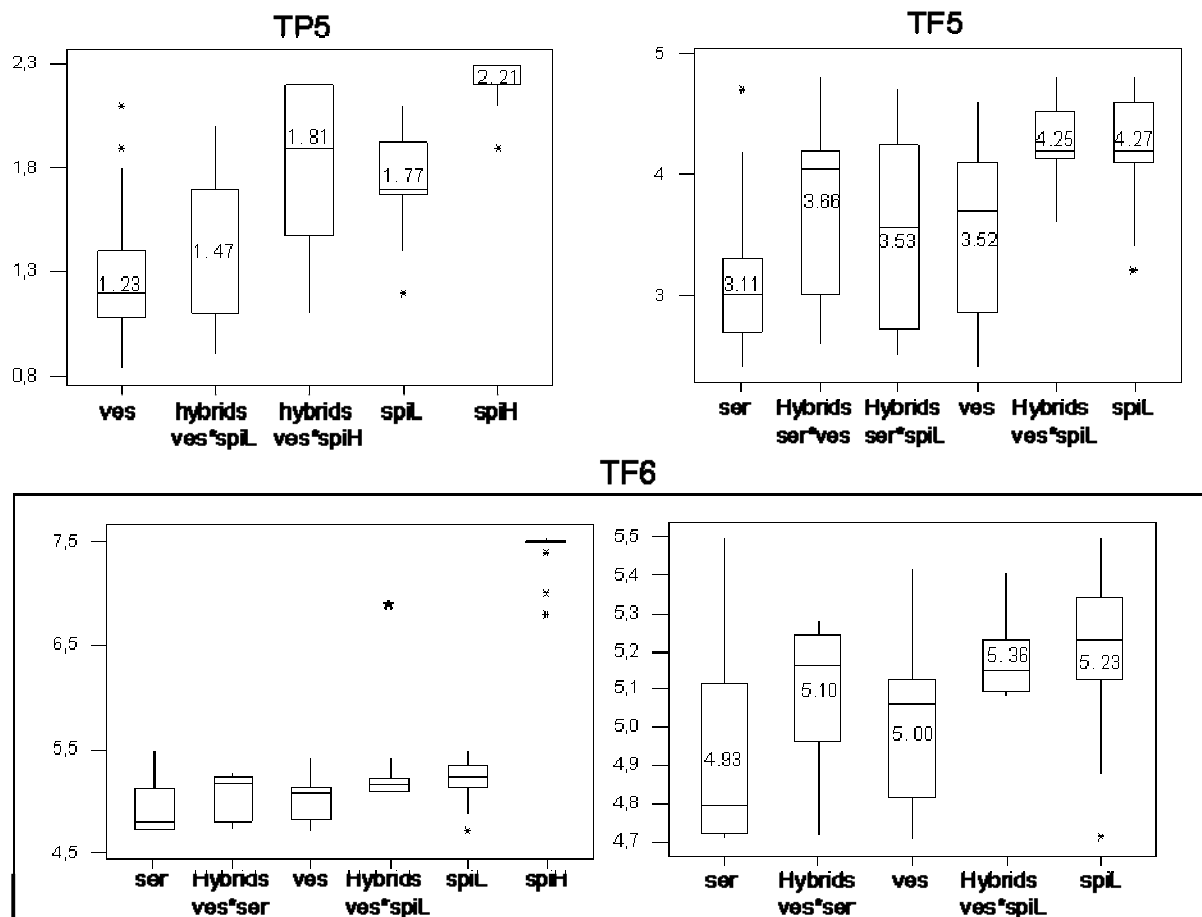 TP5
2,3
1,8
1,3
0,8
1.23
1.47
1.81
1.77
2.21
ves
hybrids
ves*spiL
hybrids
ves*spiH
spiL
spiH
TF5
5
4
3
3.11
3.66
3.53
3.52
4.25
4.27
ser
Hybrids
ser*ves
Hybrids
ser*spiL
ves
Hybrids
ves*spiL
spiL
TF6
7,5
6,5
5,5
4,5
ser
Hybrids
ves*ser
ves
Hybrids
ves*spiL
spiL
spiH
5,5
5,4
5,3
5,2
5,1
5,0
4,9
4,8
4,7
4.93
5.10
5.00
5.36
5.23
ser
Hybrids
ves*ser
ves
Hybrids
ves*spiL
spiL